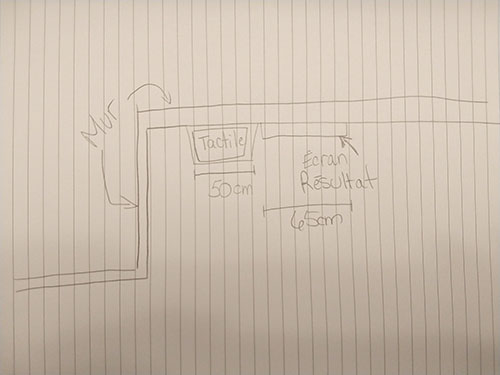 Mur
Tactile
50cm
Écran
Résultat
65cm